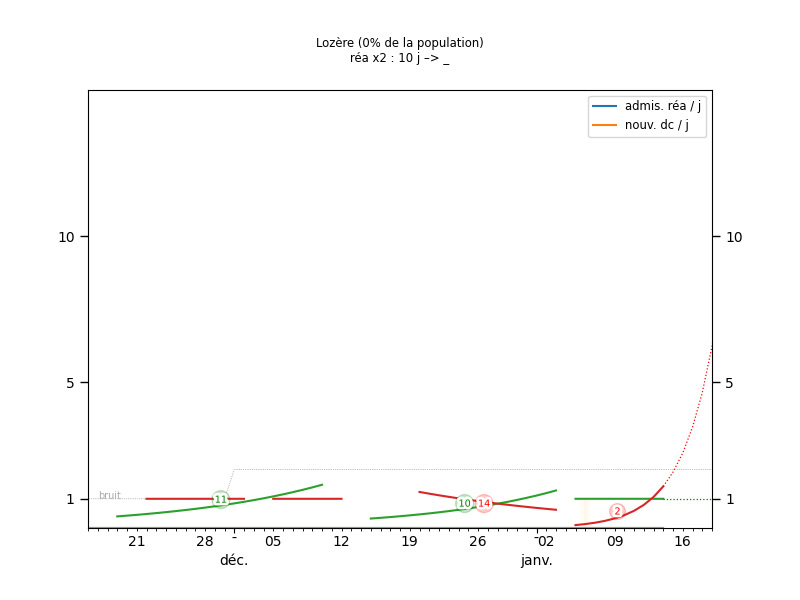 Lozère (0% de la population)
réa x2 : 10 j –> _
admis. réa / j
nouv. dc / j
10 10
5 5
bruit
1 11 10 14 2 1
21 28 05 12 19 26 02 09 16
déc. janv.